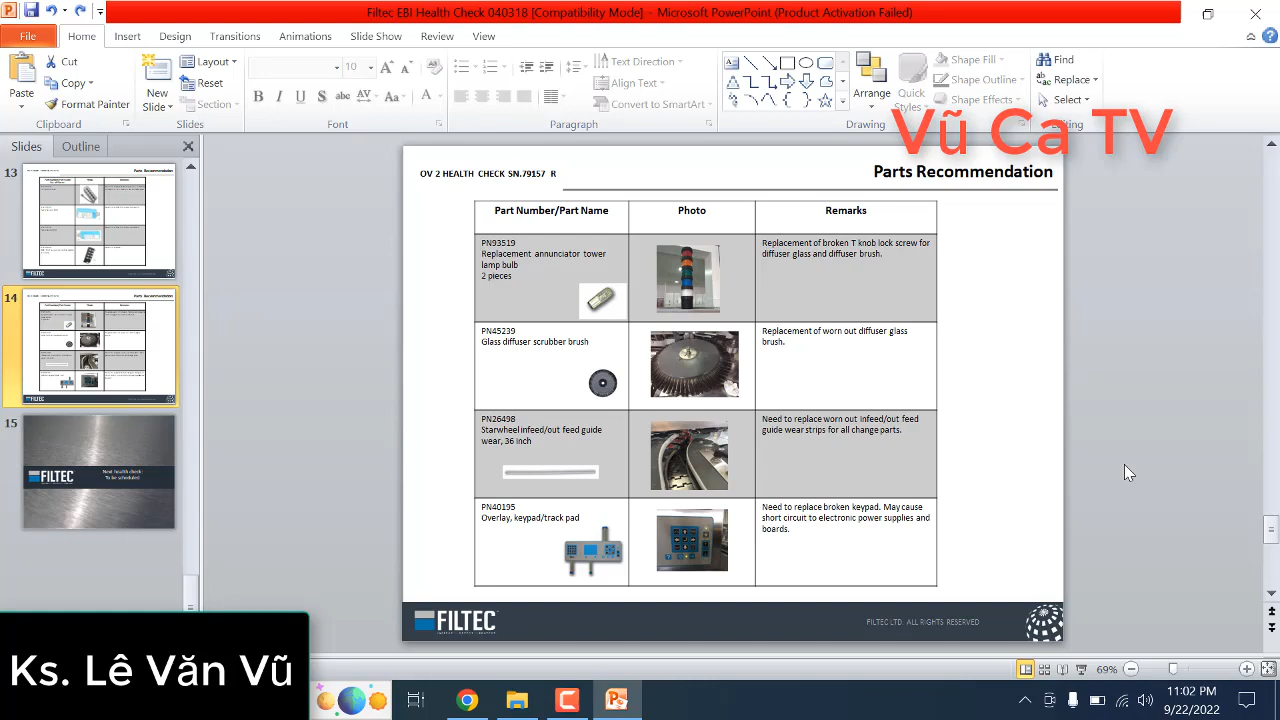 Filtec EBI Health Check 040318 [Compatibility Mode] - Microsoft PowerPoint (Product Activation Failed)
File Home Insert Design Transitions Animations Slide Show Review View
Paste
Cut
Copy
Format Painter
Clipboard
New Slide
Layout
Reset
Section
Slides
10
Font
Text Direction
Align Text
Convert to SmartArt
Paragraph
Arrange
Quick Styles
Shape Fill
Shape Outline
Shape Effects
Drawing
Find
Replace
Select
Editing
Vũ Ca TV
Slides Outline
13
Parts Recommendation
14
Parts Recommendation
15
FILTEC
Next health check:
To be scheduled
OV 2 HEALTH CHECK SN.79157 R
Parts Recommendation
Part Number/Part Name Photo Remarks
Replacement annunciator tower
lamp bulb
2 pieces
Replacement of broken T knob lock screw for
diffuser glass and diffuser brush.
PN45239
Glass diffuser scrubber brush
Replacement of worn out diffuser glass
brush.
PN26498
Starwheel infeed/out feed guide
wear, 36 inch
Need to replace worn out infeed/out feed
guide wear strips for all change parts.
PN40195
Overlay, keypad/track pad
Need to replace broken keypad. May cause
short circuit to electronic power supplies and
boards.
FILTEC
FILTEC LTD. ALL RIGHTS RESERVED
Ks. Lê Văn Vũ
69%
11:02 PM
9/22/2022